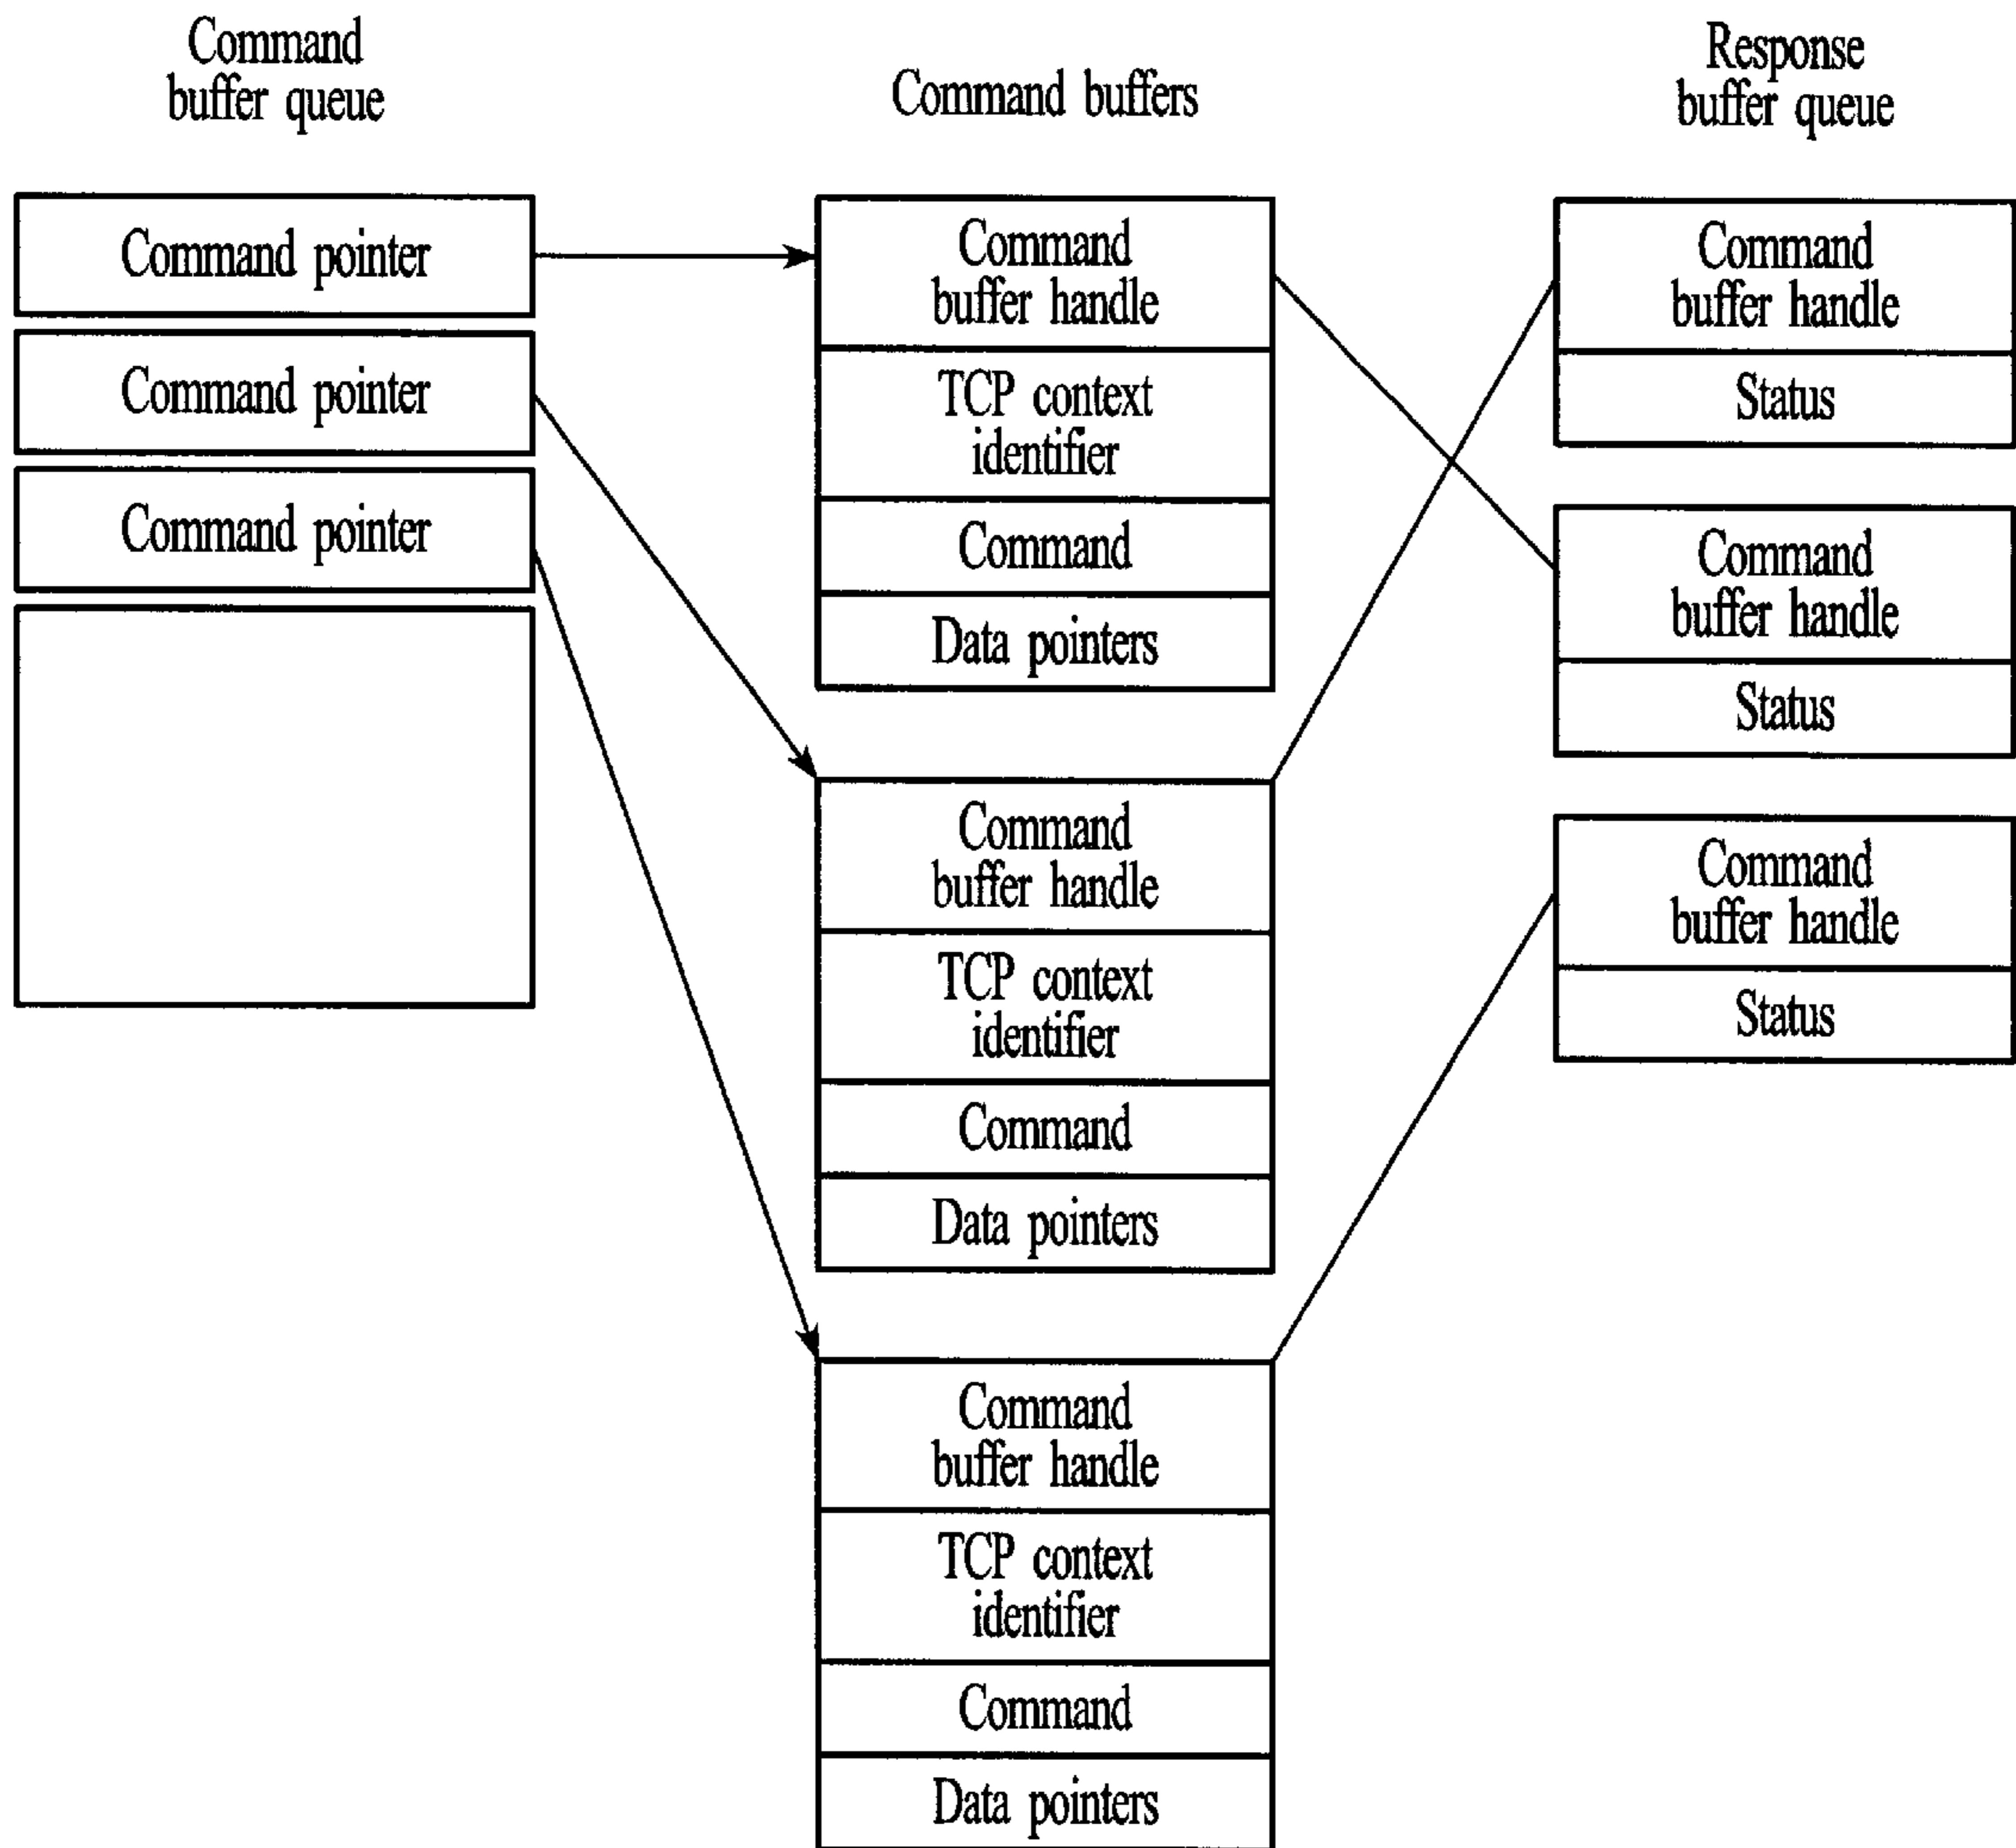 Command
buffer queue
Command pointer
Command pointer
Command pointer
Command buffers
Command
buffer handle
TCP context
identifier
Command
Data pointers
Command
buffer handle
TCP context
identifier
Command
Data pointers
Command
buffer handle
TCP context
identifier
Command
Data pointers
Response
buffer queue
Command
buffer handle
Status
Command
buffer handle
Status
Command
buffer handle
Status